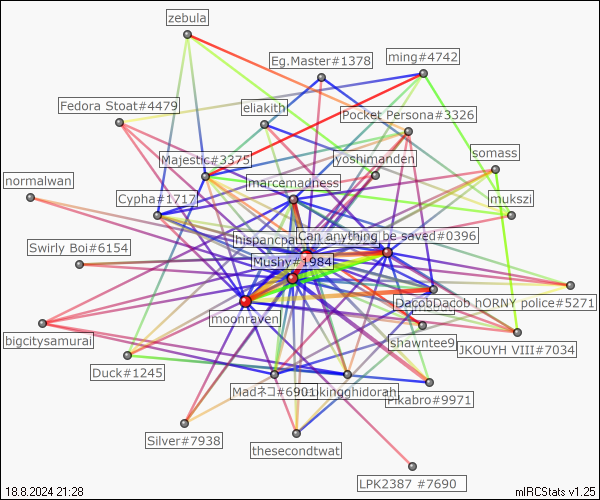 zebula
Eg.Master#1378
ming#4742
Fedora Stoat#4479
eliakith
Pocket Persona#3326
Majestic#3375
yoshimanden
somass
normalwan
marcemadness
Cypha#1717
mukszi
hispancpa
Can anything be saved#0396
Swirly Boi#6154
Mushy#1984
DacobDacob hORNY police#5271
moonraven
bigcitysamurai
shawntee9
JKOUYH VIII#7034
Duck#1245
Madネコ#6901
kingghidorah
Pikabro#9971
Silver#7938
thesecondtwat
LPK2387 #7690
18.8.2024 21:28
mIRCStats v1.25